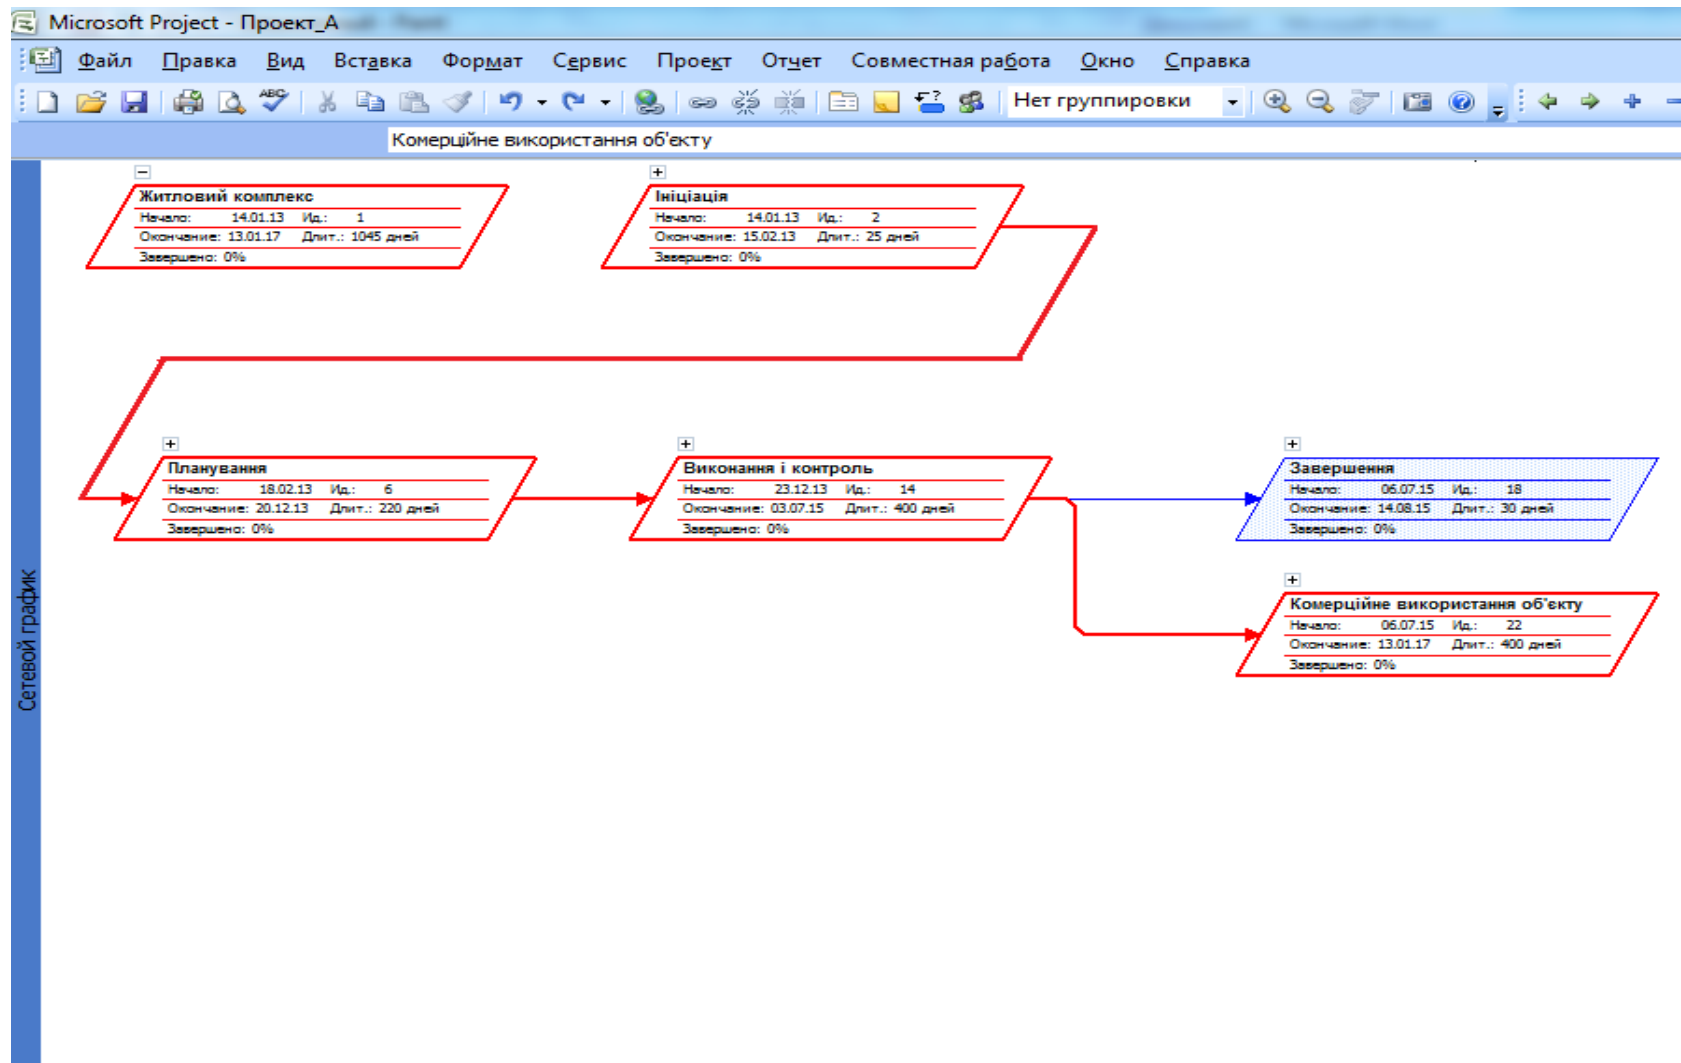 Microsoft Project - Проект_А
Файл Правка Вид Вставка Формат Сервис Проект Отчет Совместная работа Окно Справка
ABC Нет группировки
Комерційне використання об'єкту
Житловий комплекс
Начало: 14.01.13 Ид.: 1
Окончание: 13.01.17 Длит.: 1045 дней
Завершено: 0%
Ініціація
Начало: 14.01.13 Ид.: 2
Окончание: 15.02.13 Длит.: 25 дней
Завершено: 0%
Планування
Начало: 18.02.13 Ид.: 6
Окончание: 20.12.13 Длит.: 220 дней
Завершено: 0%
Виконання і контроль
Начало: 23.12.13 Ид.: 14
Окончание: 03.07.15 Длит.: 400 дней
Завершено: 0%
Завершення
Начало: 06.07.15 Ид.: 18
Окончание: 14.08.15 Длит.: 30 дней
Завершено: 0%
Комерційне використання об'єкту
Начало: 06.07.15 Ид.: 22
Окончание: 13.01.17 Длит.: 400 дней
Завершено: 0%
Сетевой график